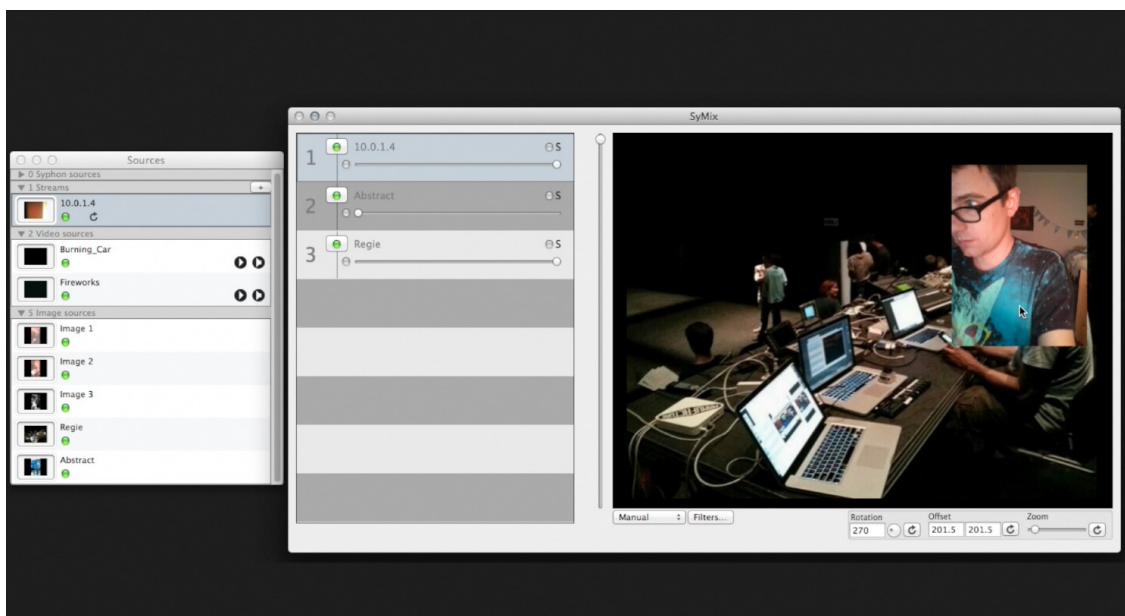 Sources
0 Syphon sources
1 Streams
+
10.0.1.4
2 Video sources
Burning_Car
Fireworks
5 Image sources
Image 1
Image 2
Image 3
Regie
Abstract
SyMix
1 10.0.1.4 S
2 Abstract S
3 Regie S
Manual Filters...
Rotation Offset Zoom
270 201.5 201.5